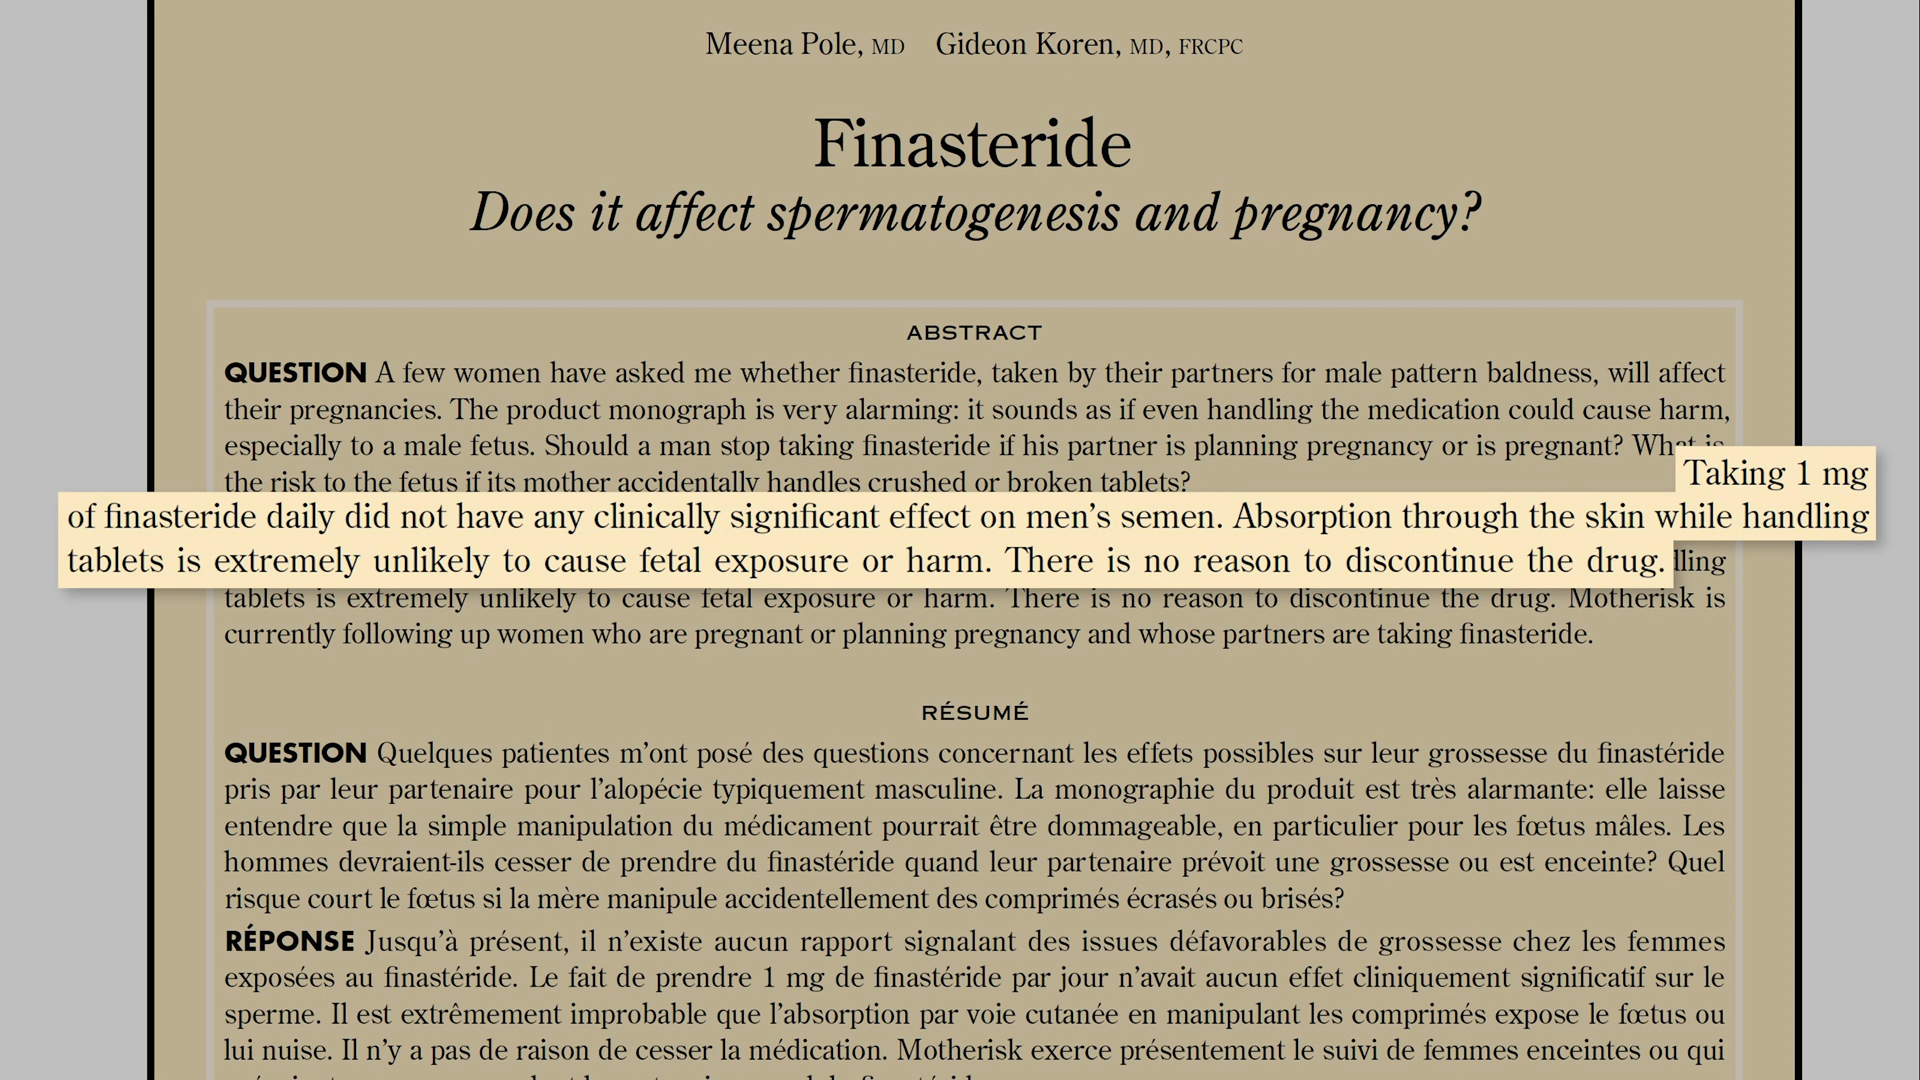 Meena Pole, MD Gideon Koren, MD, FRCPC
Finasteride
Does it affect spermatogenesis and pregnancy?
ABSTRACT
QUESTION A few women have asked me whether finasteride, taken by their partners for male pattern baldness, will affect
their pregnancies. The product monograph is very alarming: it sounds as if even handling the medication could cause harm,
especially to a male fetus. Should a man stop taking finasteride if his partner is planning pregnancy or is pregnant? What is
the risk to the fetus if its mother accidentally handles crushed or broken tablets?
Taking 1 mg
of finasteride daily did not have any clinically significant effect on men’s semen. Absorption through the skin while handling
tablets is extremely unlikely to cause fetal exposure or harm. There is no reason to discontinue the drug.
tablets is extremely unlikely to cause fetal exposure or harm. There is no reason to discontinue the drug. Motherisk is
currently following up women who are pregnant or planning pregnancy and whose partners are taking finasteride.
RÉSUMÉ
QUESTION Quelques patientes m’ont posé des questions concernant les effets possibles sur leur grossesse du finastéride
pris par leur partenaire pour l’alopécie typiquement masculine. La monographie du produit est très alarmante: elle laisse
entendre que la simple manipulation du médicament pourrait être dommageable, en particulier pour les fœtus mâles. Les
hommes devraient-ils cesser de prendre du finastéride quand leur partenaire prévoit une grossesse ou est enceinte? Quel
risque court le fœtus si la mère manipule accidentellement des comprimés écrasés ou brisés?
RÉPONSE Jusqu’à présent, il n’existe aucun rapport signalant des issues défavorables de grossesse chez les femmes
exposées au finastéride. Le fait de prendre 1 mg de finastéride par jour n’avait aucun effet cliniquement significatif sur le
sperme. Il est extrêmement improbable que l’absorption par voie cutanée en manipulant les comprimés expose le fœtus ou
lui nuise. Il n’y a pas de raison de cesser la médication. Motherisk exerce présentement le suivi de femmes enceintes ou qui